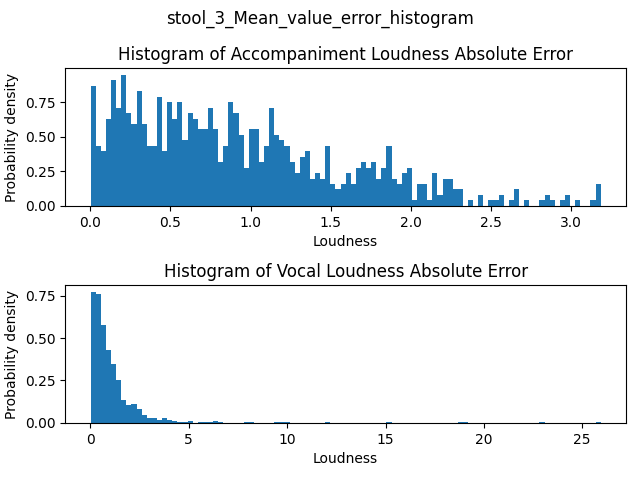 stool_3_Mean_value_error_histogram
Histogram of Accompaniment Loudness Absolute Error
Probability density
0.75
0.50
0.25
0.00
0.0 0.5 1.0 1.5 2.0 2.5 3.0
Loudness
Histogram of Vocal Loudness Absolute Error
Probability density
0.75
0.50
0.25
0.00
0 5 10 15 20 25
Loudness